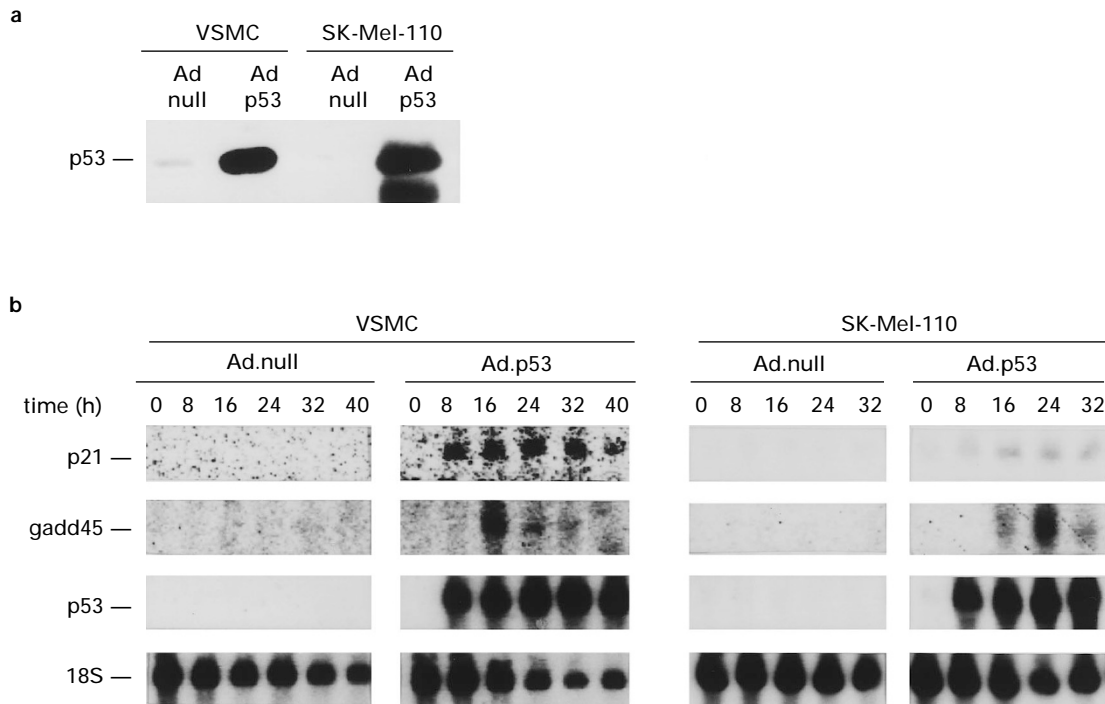 a
VSMC SK-Mel-110
Ad Ad Ad Ad
null p53 null p53
p53
b
VSMC SK-Mel-110
Ad.null Ad.p53 Ad.null Ad.p53
time (h) 0 8 16 24 32 40 0 8 16 24 32 40 0 8 16 24 32 0 8 16 24 32
p21
gadd45
p53
18S